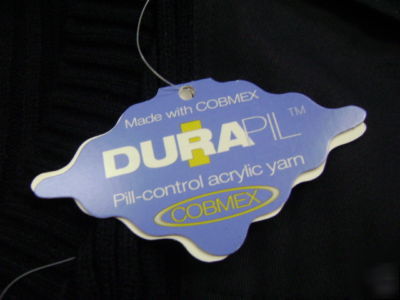 Made with COBMEX
DURAPIL™
Pill-control acrylic yarn
COBMEX